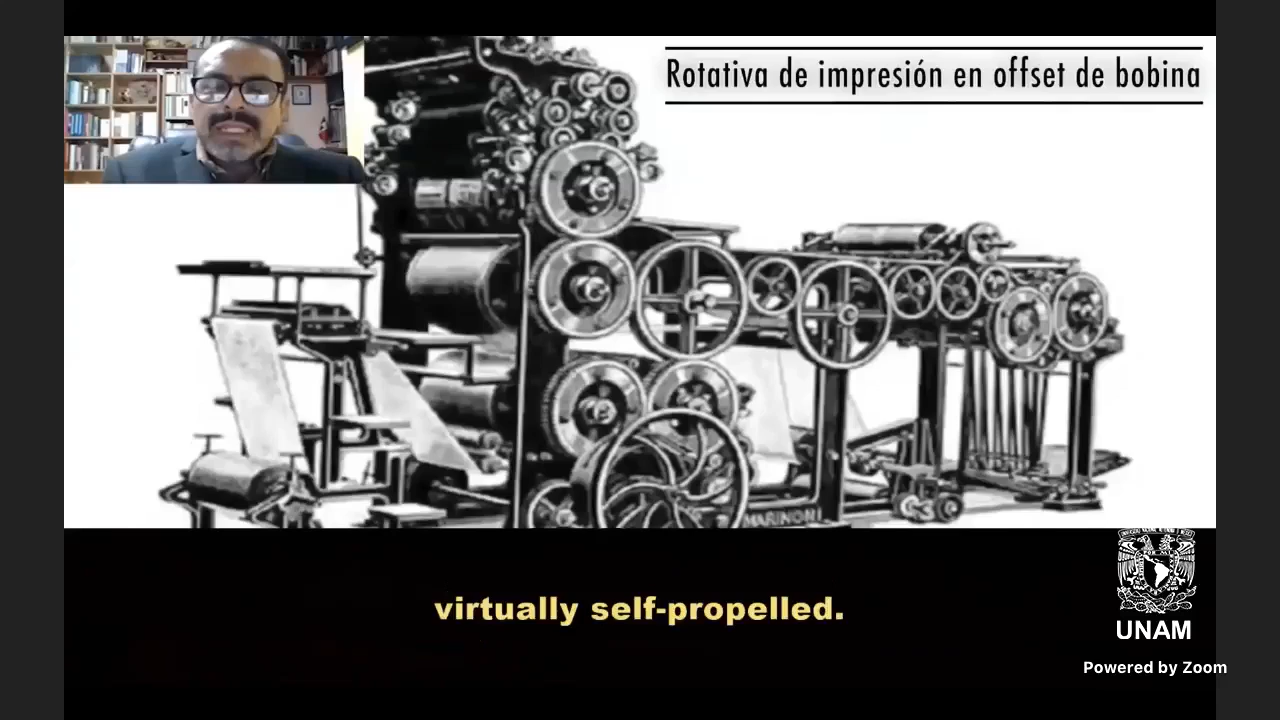 Rotativa de impresión en offset de bobina
MARINONI
virtually self-propelled.
UNAM
Powered by Zoom